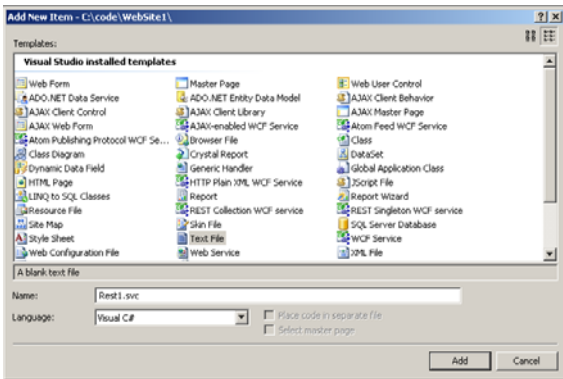 Add New Item - C:\code\WebSite1\
Templates:
Visual Studio installed templates
Web Form Master Page Web User Control
ADO.NET Data Service ADO.NET Entity Data Model AJAX Client Behavior
AJAX Client Control AJAX Client Library AJAX Master Page
AJAX Web Form AJAX-enabled WCF Service Atom Feed WCF Service
Atom Publishing Protocol WCF Se... Browser File Class
Class Diagram Crystal Report DataSet
Dynamic Data Field Generic Handler Global Application Class
HTML Page HTTP Plain XML WCF Service JScript File
LINQ to SQL Classes Report Report Wizard
Resource File REST Collection WCF service REST Singleton WCF service
Site Map Skin File SQL Server Database
Style Sheet Text File WCF Service
Web Configuration File Web Service XML File
A blank text file
Name: Rest1.svc
Language: Visual C# Place code in separate file
Select master page
Add Cancel